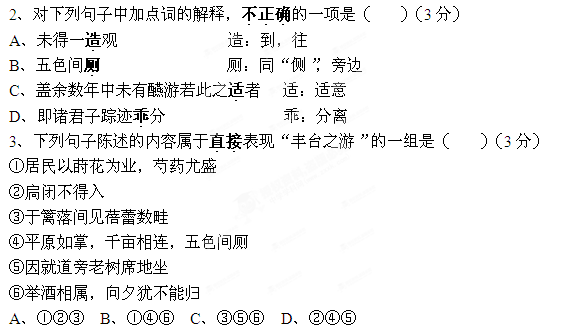 2、对下列句子中加点词的解释，不正确的一项是（ ）（3 分）
A、未得一造观 造：到，往
B、五色间厕 厕：同“侧 ”，旁边
C、盖余数年中未有醼游若此之适者 适：适意
D、即诸君子踪迹乖分 乖：分离
3、下列句子陈述的内容属于直接表现“丰台之游 ”的一组是（ ）（3 分）
①居民以莳花为业，芍药尤盛
②扃闭不得入
③于篱落间见蓓蕾数畦
④平原如掌，千亩相连，五色间厕
⑤因就道旁老树席地坐
⑥举酒相属，向夕犹不能归
A、①②③ B、①④⑥ C、③⑤⑥ D、②④⑤